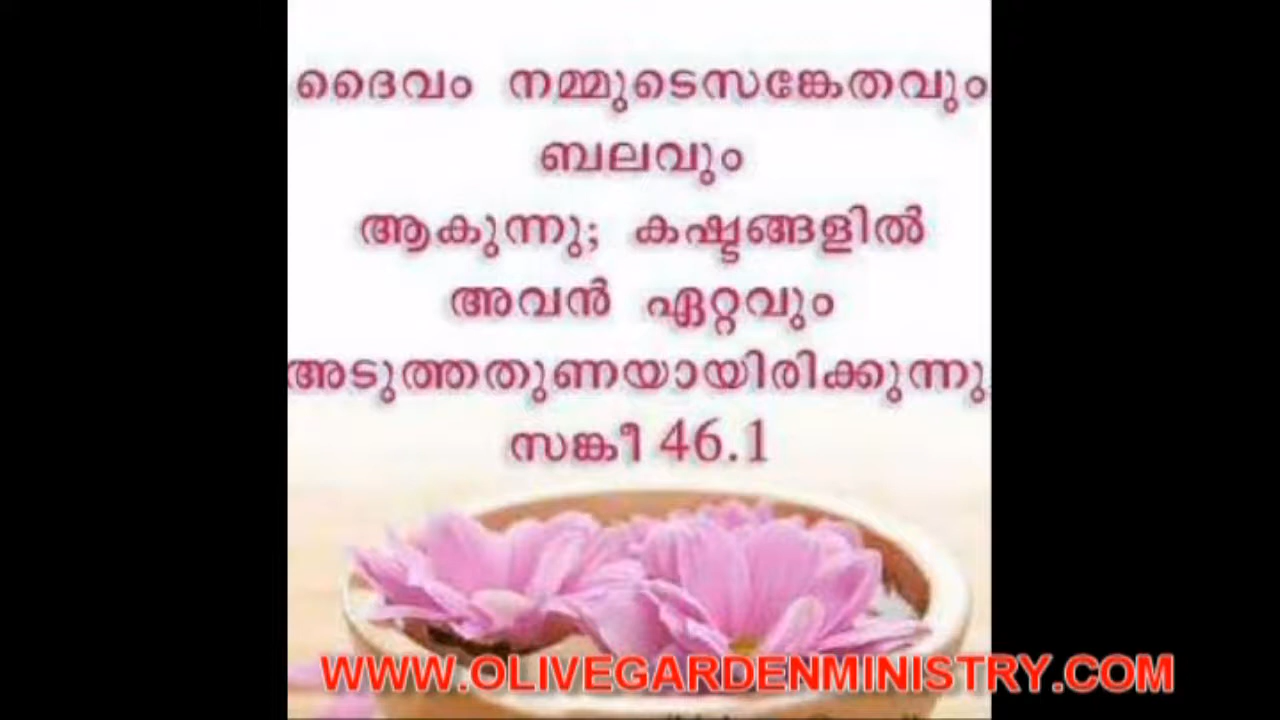 ദൈവം നമ്മുടെസങ്കേതവും
ബലവും
ആകുന്നു; കഷ്ടങ്ങളിൽ
അവൻ ഏറ്റവും
അടുത്തതുണയായിരിക്കുന്നു.
സങ്കീ 46.1
WWW.OLIVEGARDENMINISTRY.COM